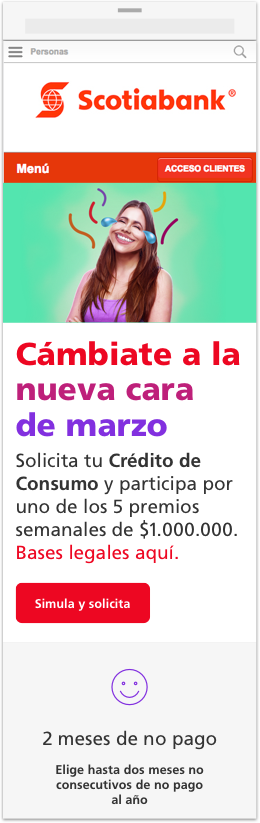 Personas
Scotiabank®
Menú
ACCESO CLIENTES
Cámbiate a la
nueva cara
de marzo
Solicita tu Crédito de
Consumo y participa por
uno de los 5 premios
semanales de $1.000.000.
Bases legales aquí.
Simula y solicita
2 meses de no pago
Elige hasta dos meses no
consecutivos de no pago
al año